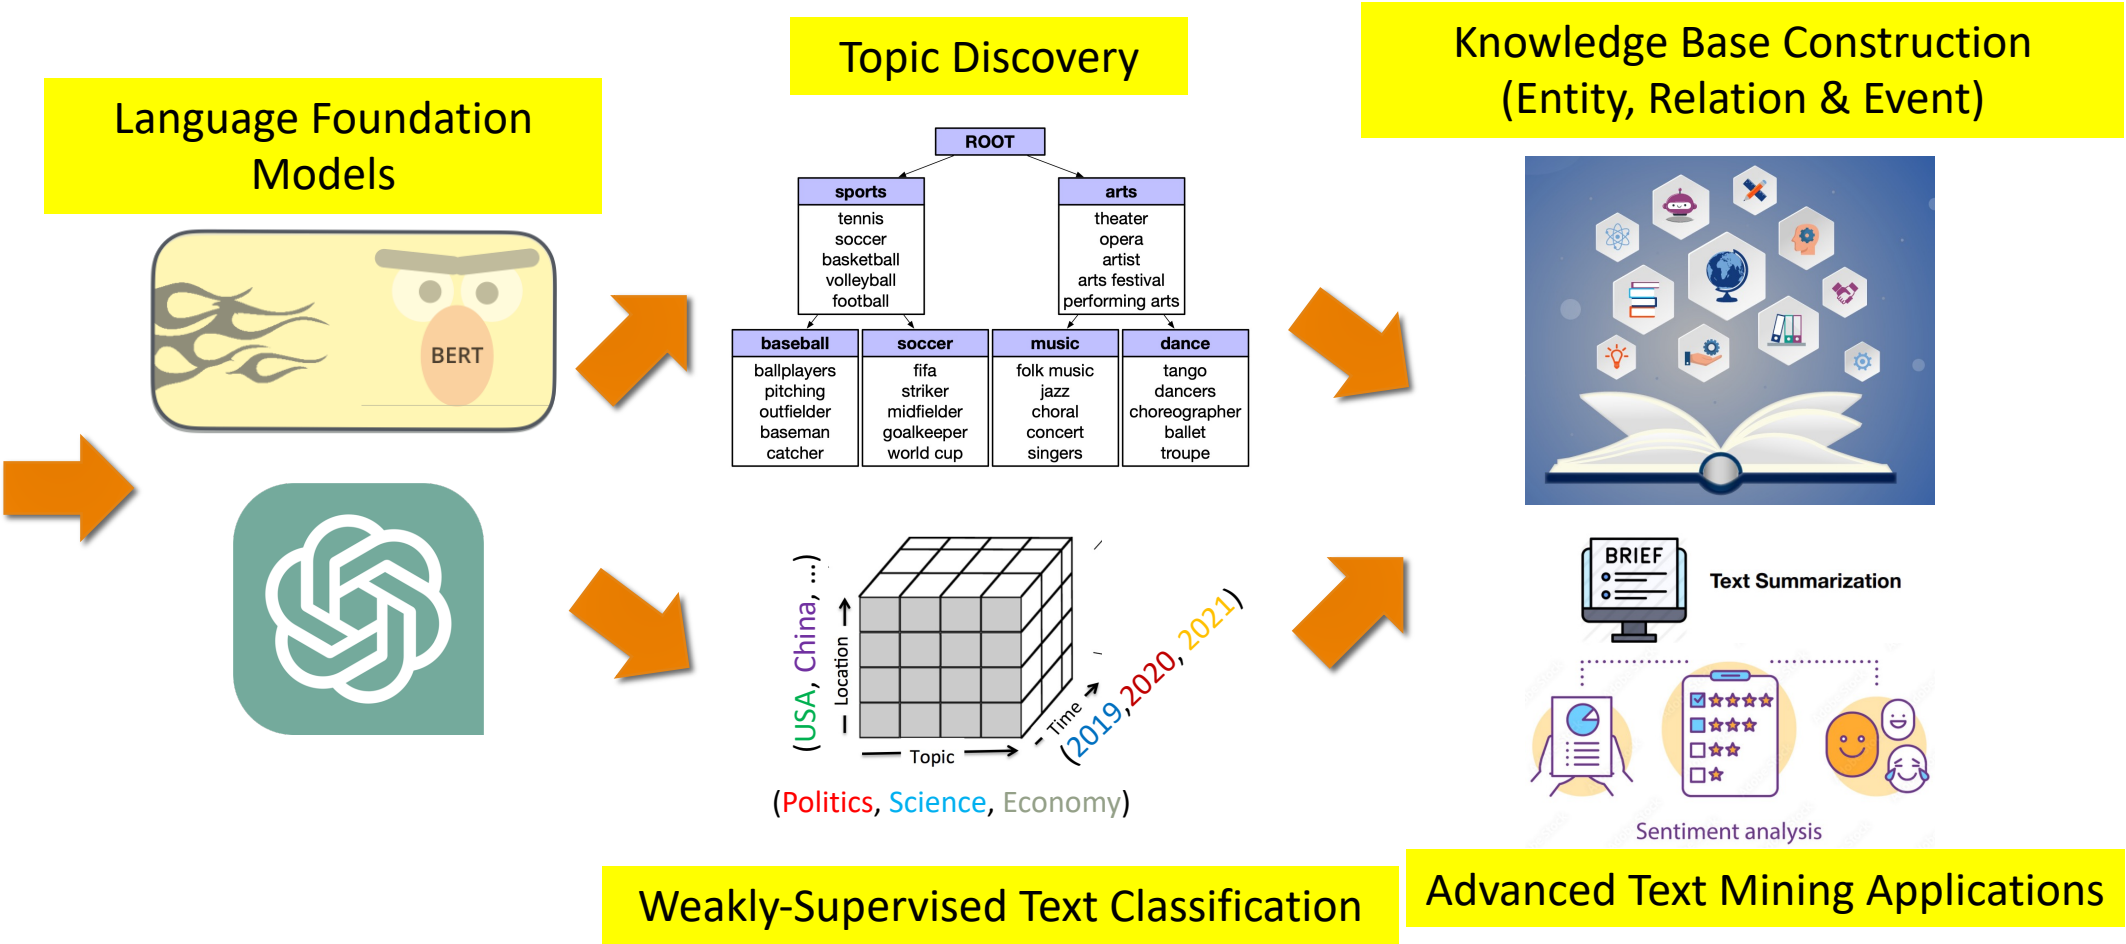 Language Foundation
Models
BERT
Topic Discovery
ROOT
sports
tennis
soccer
basketball
volleyball
football
arts
theater
opera
artist
arts festival
performing arts
baseball
ballplayers
pitching
outfielder
baseman
catcher
soccer
fifa
striker
midfielder
goalkeeper
world cup
music
folk music
jazz
choral
concert
singers
dance
tango
dancers
choreographer
ballet
troupe
(USA, China, ...)
Location
Topic
Time
(2019,2020, 2021)
(Politics, Science, Economy)
Weakly-Supervised Text Classification
Knowledge Base Construction
(Entity, Relation & Event)
BRIEF
Text Summarization
Sentiment analysis
Advanced Text Mining Applications